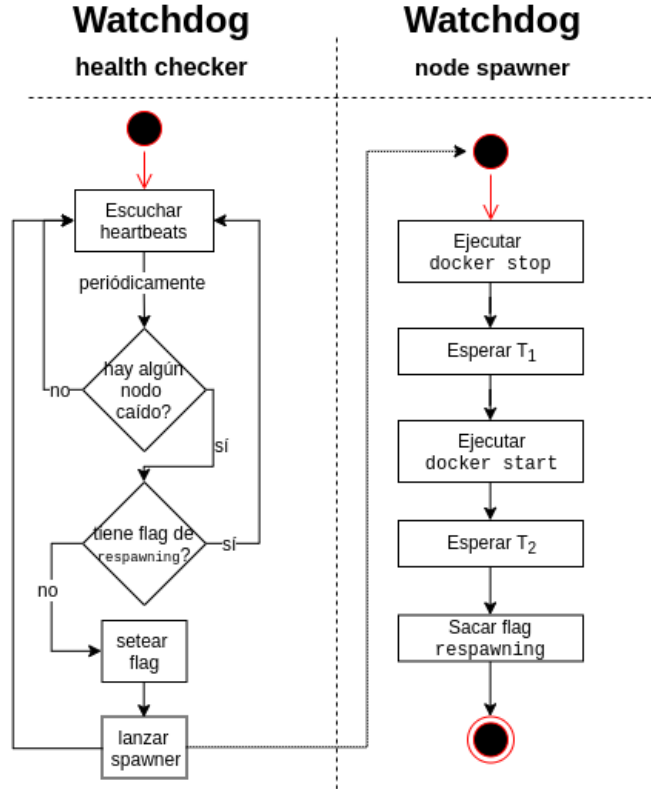 Watchdog
health checker
Escuchar
heartbeats
periódicamente
hay algún
nodo
caído?
no
sí
tiene flag de
respawning?
sí
no
setear
flag
lanzar
spawner
Watchdog
node spawner
Ejecutar
docker stop
Esperar T1
Ejecutar
docker start
Esperar T2
Sacar flag
respawning